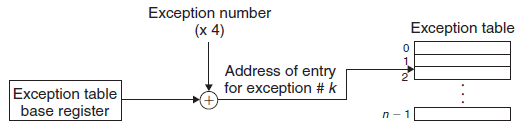 Exception number
(x 4)
Exception table
0
1
2
Address of entry
for exception # k
Exception table
base register
+
n – 1